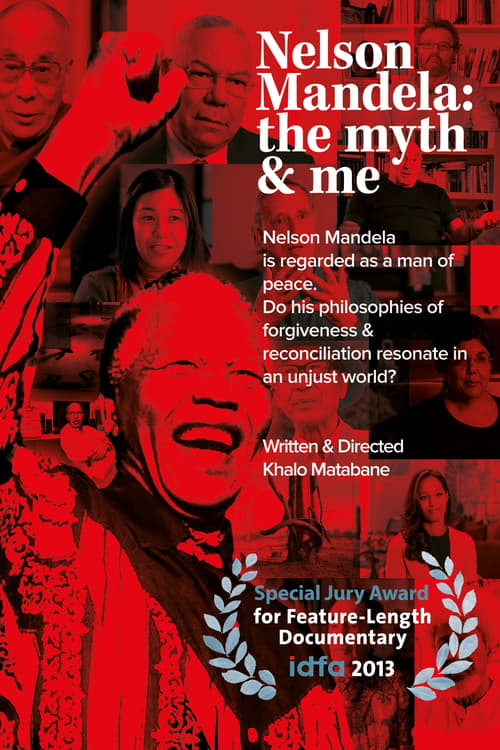 Nelson
Mandela:
the myth
& me
Nelson Mandela
is regarded as a man of
peace.
Do his philosophies of
forgiveness &
reconciliation resonate in
an unjust world?
Written & Directed
Khalo Matabane
Special Jury Award
for Feature-Length
Documentary
idfa 2013